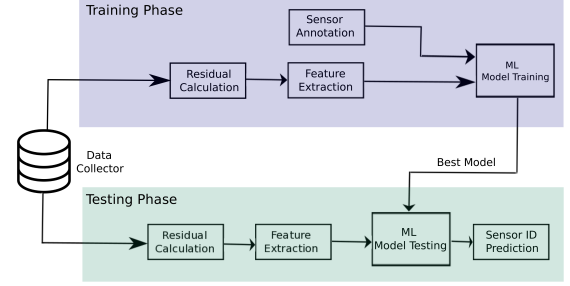 Training Phase
Sensor
Annotation
Residual
Calculation
Feature
Extraction
ML
Model Training
Data
Collector
Best Model
Testing Phase
Residual
Calculation
Feature
Extraction
ML
Model Testing
Sensor ID
Prediction